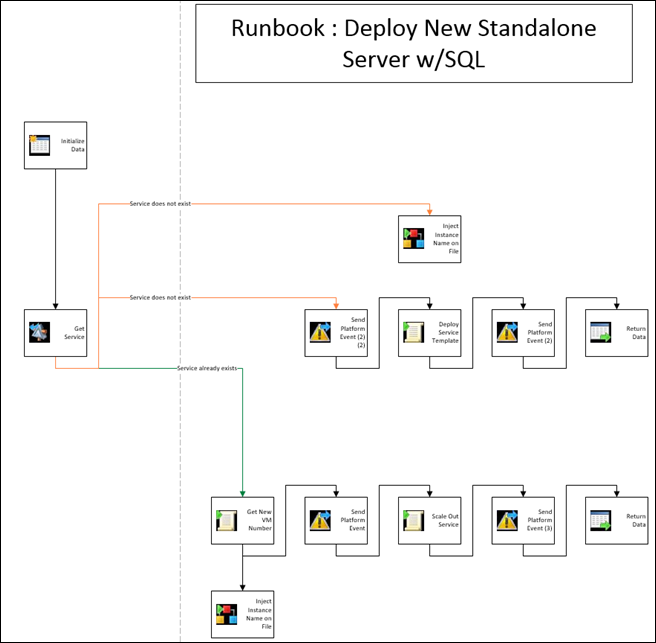 Runbook : Deploy New Standalone
Server w/SQL
Initialize
Data
Service does not exist
Inject
Instance
Name on
File
Service does not exist
Get
Service
Send
Platform
Event (2)
(2)
Deploy
Service
Template
Send
Platform
Event (2)
Return
Data
Service already exists
Get New
VM
Number
Send
Platform
Event
Scale Out
Service
Send
Platform
Event (3)
Return
Data
Inject
Instance
Name on
File